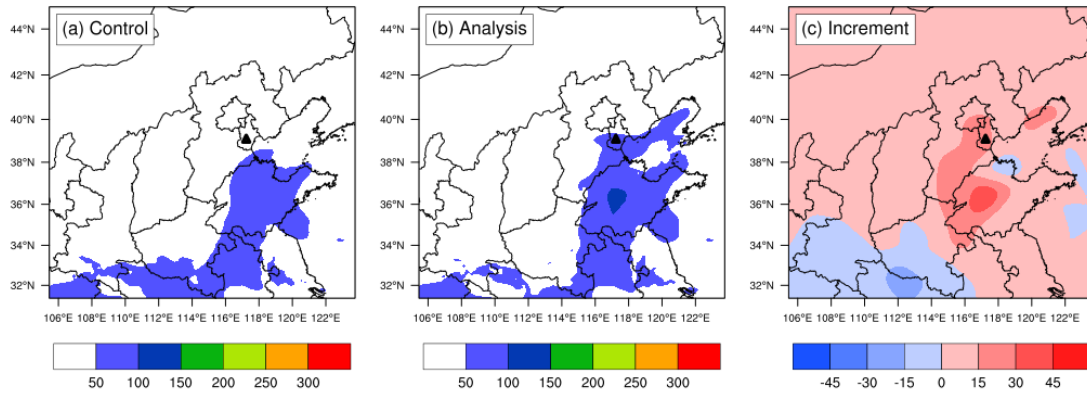 (a) Control
(b) Analysis
(c) Increment
44°N
42°N
40°N
38°N
36°N
34°N
32°N
44°N
42°N
40°N
38°N
36°N
34°N
32°N
44°N
42°N
40°N
38°N
36°N
34°N
32°N
106°E 108°E 110°E 112°E 114°E 116°E 118°E 120°E 122°E
106°E 108°E 110°E 112°E 114°E 116°E 118°E 120°E 122°E
106°E 108°E 110°E 112°E 114°E 116°E 118°E 120°E 122°E
50 100 150 200 250 300
50 100 150 200 250 300
-45 -30 -15 0 15 30 45